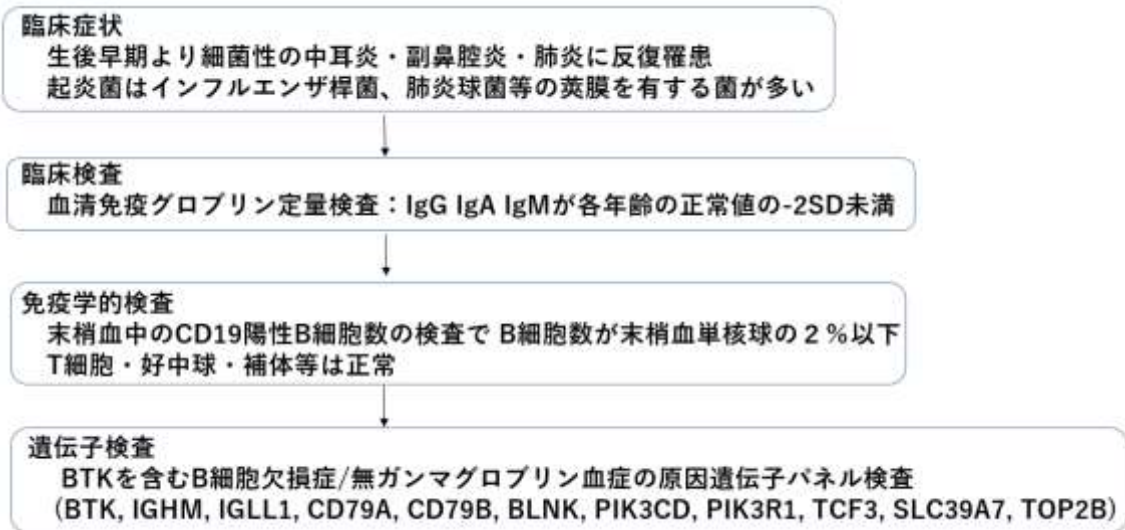 臨床症状
生後早期より細菌性の中耳炎・副鼻腔炎・肺炎に反復罹患
起炎菌はインフルエンザ桿菌、肺炎球菌等の莢膜を有する菌が多い
臨床検査
血清免疫グロブリン定量検査：IgG IgA IgMが各年齢の正常値の-2SD未満
免疫学的検査
末梢血中のCD19陽性B細胞数の検査で B細胞数が末梢血単核球の２％以下
T細胞・好中球・補体等は正常
遺伝子検査
BTKを含むB細胞欠損症/無ガンマグロブリン血症の原因遺伝子パネル検査
（BTK, IGHM, IGLL1, CD79A, CD79B, BLNK, PIK3CD, PIK3R1, TCF3, SLC39A7, TOP2B）